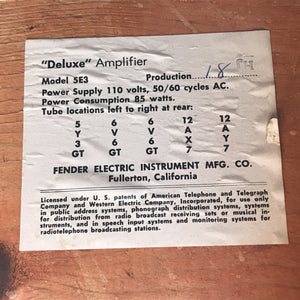 "Deluxe" Amplifier
Model 5E3 Production 18 PH
Power Supply 110 volts, 50/60 cycles AC.
Power Consumption 85 watts.
Tube locations left to right at rear:
5 6 6 12 12
Y V V A A
3 6 6 X Y
GT GT GT 7 7
FENDER ELECTRIC INSTRUMENT MFG. CO.
Fullerton, California
Licensed under U. S. patents of American Telephone and Telegraph
Company and Western Electric Company, Incorporated, for use only
in public address systems, phonograph distribution systems, systems
for distribution from radio broadcast receiving sets or musical in-
struments, and in speech input systems and monitoring systems for
radiotelephone broadcasting stations.